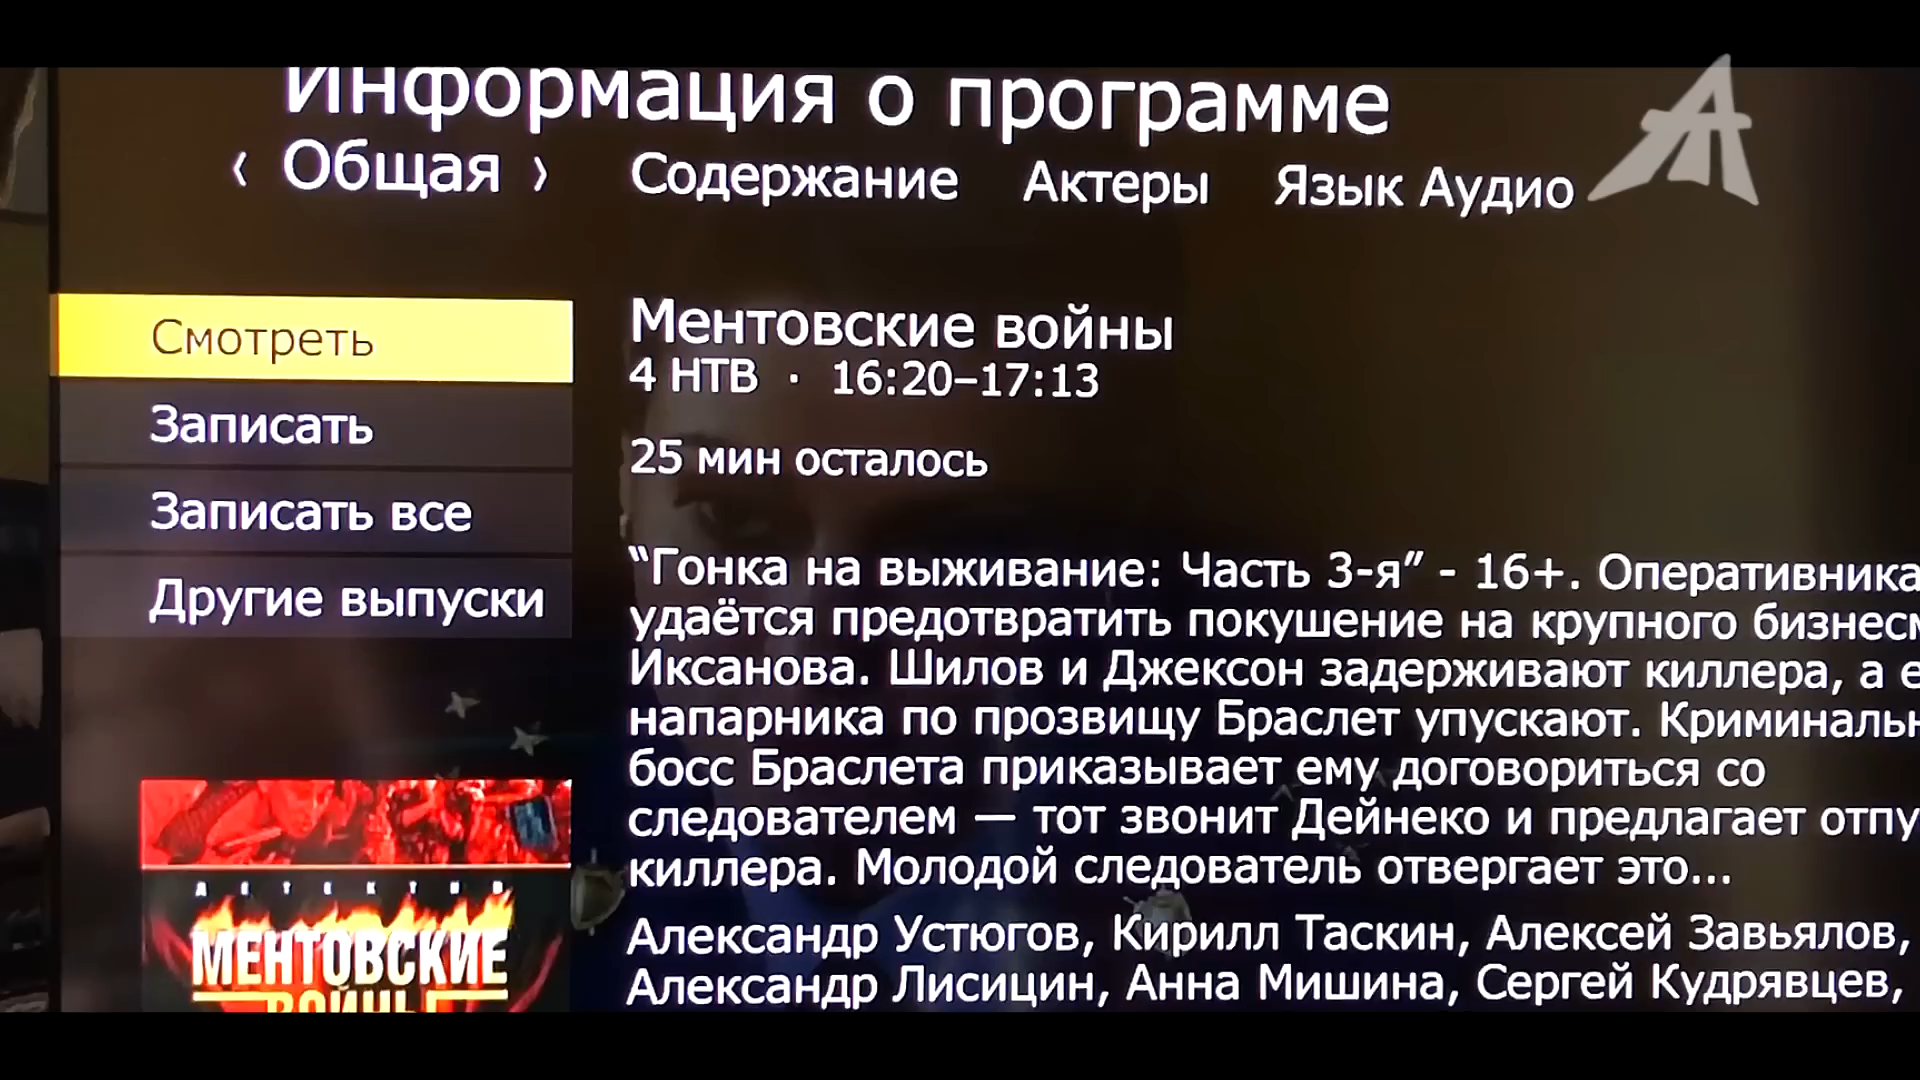 Информация о программе
‹ Общая › Содержание Актеры Язык Аудио
Смотреть
Записать
Записать все
Другие выпуски
Ментовские войны
4 НТВ · 16:20–17:13
25 мин осталось
“Гонка на выживание: Часть 3-я” - 16+. Оперативника
удаётся предотвратить покушение на крупного бизнесм
Иксанова. Шилов и Джексон задерживают киллера, а е
напарника по прозвищу Браслет упускают. Криминальн
босс Браслета приказывает ему договориться со
следователем — тот звонит Дейнеко и предлагает отпу
киллера. Молодой следователь отвергает это...
Александр Устюгов, Кирилл Таскин, Алексей Завьялов,
Александр Лисицин, Анна Мишина, Сергей Кудрявцев,
ДЕТЕКТИВ
МЕНТОВСКИЕ
ВОЙНЫ